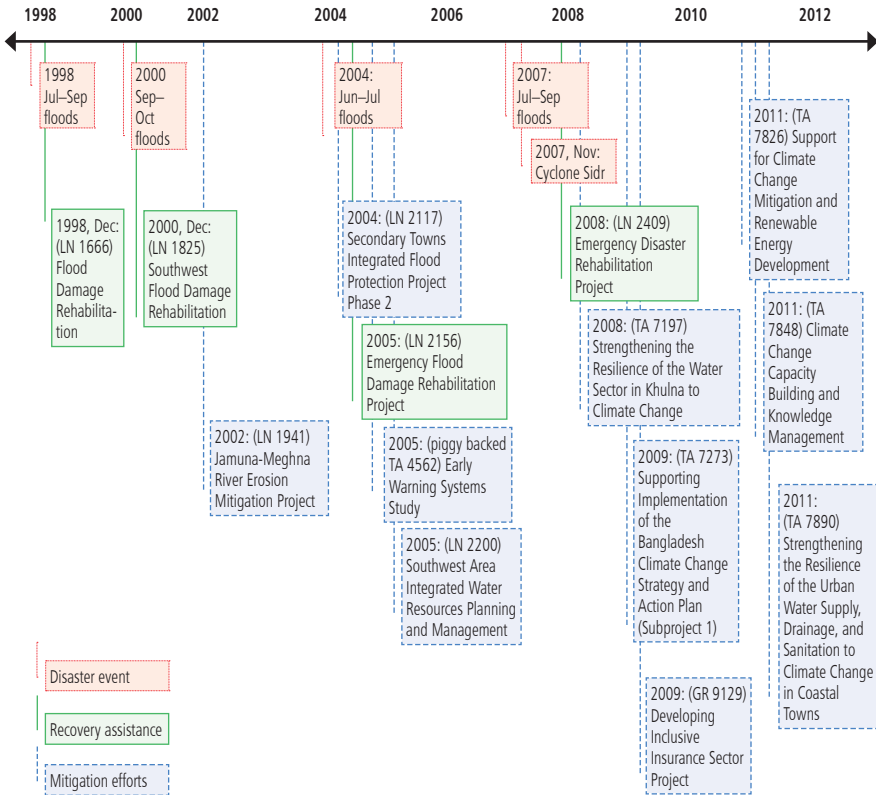 1998 2000 2002 2004 2006 2008 2010 2012
1998
Jul–Sep
floods
2000
Sep–
Oct
floods
2004:
Jun–Jul
floods
2007:
Jul–Sep
floods
2007, Nov:
Cyclone Sidr
1998, Dec:
(LN 1666)
Flood
Damage
Rehabilita-
tion
2000, Dec:
(LN 1825)
Southwest
Flood Damage
Rehabilitation
2002: (LN 1941)
Jamuna-Meghna
River Erosion
Mitigation Project
2004: (LN 2117)
Secondary Towns
Integrated Flood
Protection Project
Phase 2
2005: (LN 2156)
Emergency Flood
Damage Rehabilitation
Project
2005: (piggy backed
TA 4562) Early
Warning Systems
Study
2005: (LN 2200)
Southwest Area
Integrated Water
Resources Planning
and Management
2008: (LN 2409)
Emergency Disaster
Rehabilitation
Project
2008: (TA 7197)
Strengthening the
Resilience of the Water
Sector in Khulna to
Climate Change
2009: (TA 7273)
Supporting
Implementation
of the
Bangladesh
Climate Change
Strategy and
Action Plan
(Subproject 1)
2009: (GR 9129)
Developing
Inclusive
Insurance Sector
Project
2011: (TA
7826) Support
for Climate
Change
Mitigation and
Renewable
Energy
Development
2011: (TA
7848) Climate
Change
Capacity
Building and
Knowledge
Management
2011:
(TA 7890)
Strengthening
the Resilience
of the Urban
Water Supply,
Drainage, and
Sanitation to
Climate Change
in Coastal
Towns
Disaster event
Recovery assistance
Mitigation efforts